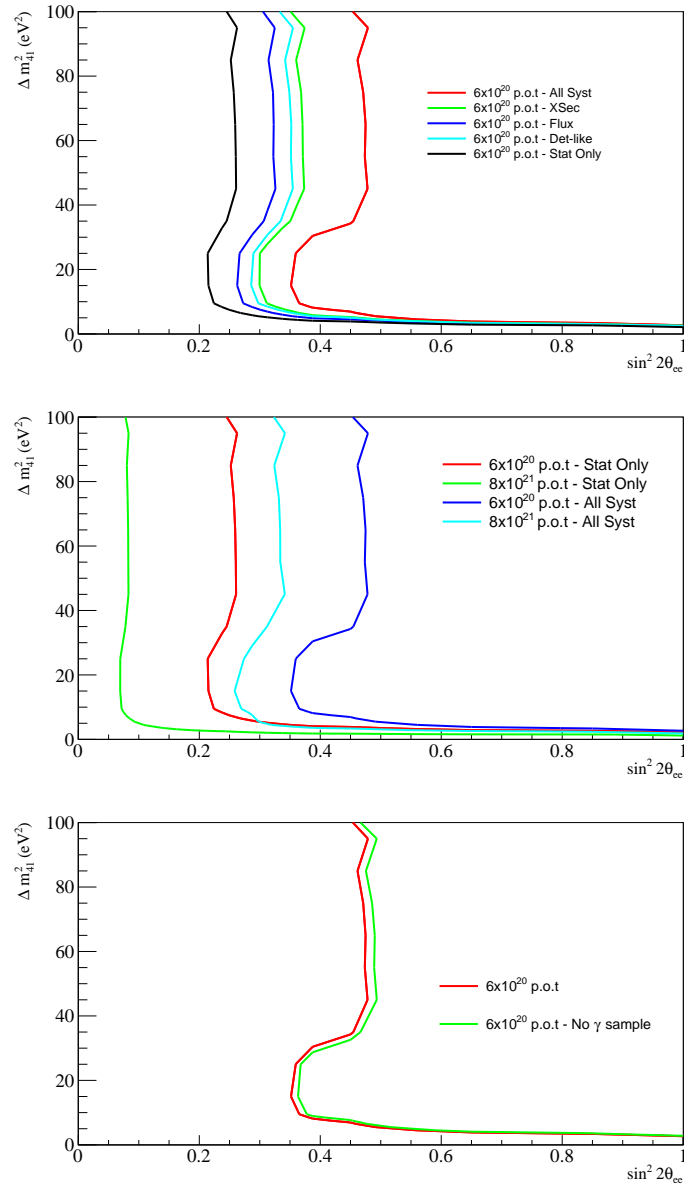 Δ m²₄₁ (eV²)
100
80
60
40
20
0
6x10²⁰ p.o.t - All Syst
6x10²⁰ p.o.t - XSec
6x10²⁰ p.o.t - Flux
6x10²⁰ p.o.t - Det-like
6x10²⁰ p.o.t - Stat Only
0 0.2 0.4 0.6 0.8 1
sin² 2θee
Δ m²₄₁ (eV²)
100
80
60
40
20
0
6x10²⁰ p.o.t - Stat Only
8x10²¹ p.o.t - Stat Only
6x10²⁰ p.o.t - All Syst
8x10²¹ p.o.t - All Syst
0 0.2 0.4 0.6 0.8 1
sin² 2θee
Δ m²₄₁ (eV²)
100
80
60
40
20
0
6x10²⁰ p.o.t
6x10²⁰ p.o.t - No γ sample
0 0.2 0.4 0.6 0.8 1
sin² 2θee